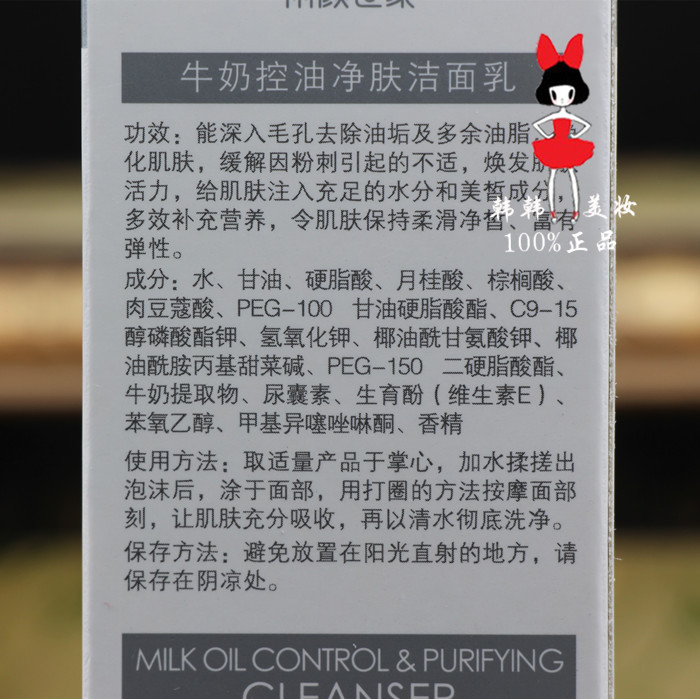 牛奶控油净肤洁面乳
功效：能深入毛孔去除油垢及多余油脂，
化肌肤，缓解因粉刺引起的不适，焕发肌肤
活力，给肌肤注入充足的水分和美皙成分，
多效补充营养，令肌肤保持柔滑净皙、富有
弹性。
成分：水、甘油、硬脂酸、月桂酸、棕榈酸、
肉豆蔻酸、PEG-100 甘油硬脂酸酯、C9-15
醇磷酸酯钾、氢氧化钾、椰油酰甘氨酸钾、椰
油酰胺丙基甜菜碱、PEG-150 二硬脂酸酯、
牛奶提取物、尿囊素、生育酚（维生素E）、
苯氧乙醇、甲基异噻唑啉酮、香精
使用方法：取适量产品于掌心，加水揉搓出
泡沫后，涂于面部，用打圈的方法按摩面部
刻，让肌肤充分吸收，再以清水彻底洗净。
保存方法：避免放置在阳光直射的地方，请
保存在阴凉处。
MILK OIL CONTROL & PURIFYING
CLEANSER
韩韩 美妆
100%正品